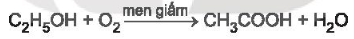 C₂H₅OH + O₂ men giấm → CH₃COOH + H₂O